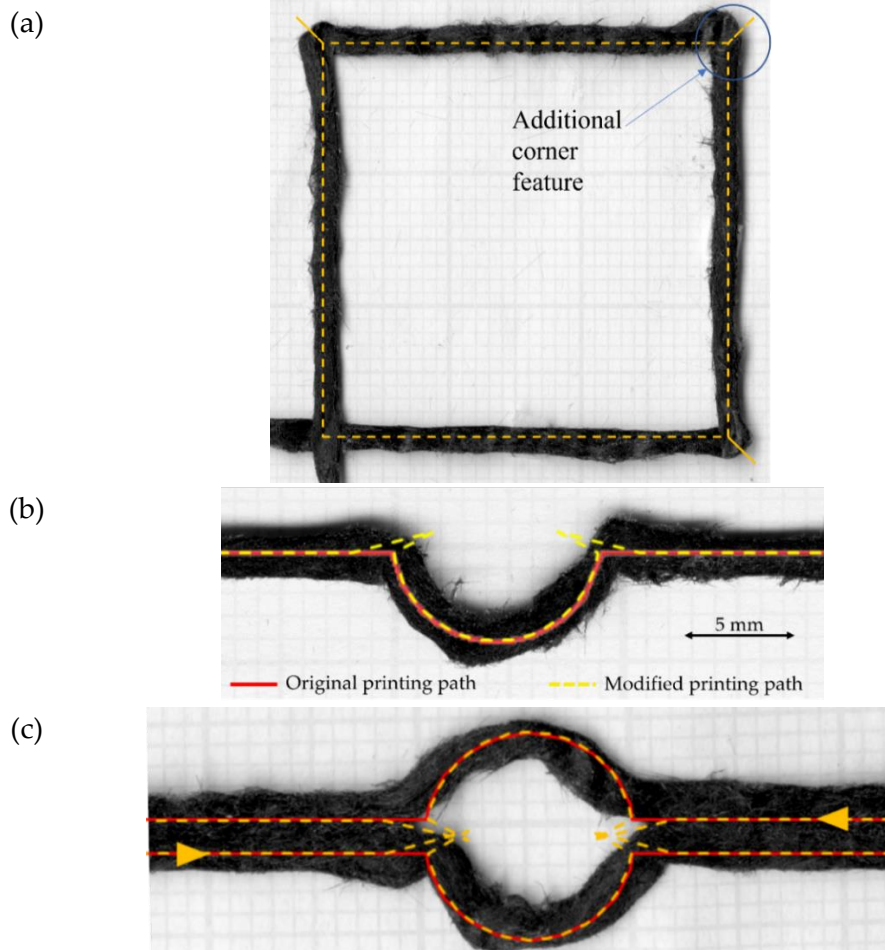 (a)
Additional
corner
feature
(b)
5 mm
Original printing path
Modified printing path
(c)